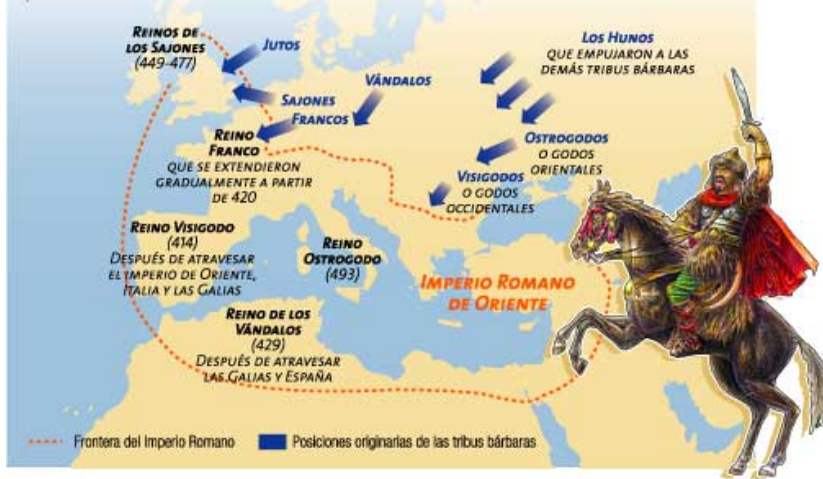 REINOS DE
LOS SAJONES
(449-477)
JUTOS
SAJONES
FRANCOS
VÁNDALOS
LOS HUNOS
QUE EMPUJARON A LAS
DEMÁS TRIBUS BÁRBARAS
REINO
FRANCO
QUE SE EXTENDIERON
GRADUALMENTE A PARTIR
DE 420
OSTROGODOS
O GODOS
ORIENTALES
VISIGODOS
O GODOS
OCCIDENTALES
REINO VISIGODO
(414)
DESPUÉS DE ATRAVESAR
EL IMPERIO DE ORIENTE,
ITALIA Y LAS GALIAS
REINO
OSTROGODO
(493)
IMPERIO ROMANO
DE ORIENTE
REINO DE LOS
VÁNDALOS
(429)
DESPUÉS DE ATRAVESAR
LAS GALIAS Y ESPAÑA
Frontera del Imperio Romano
Posiciones originarias de las tribus bárbaras